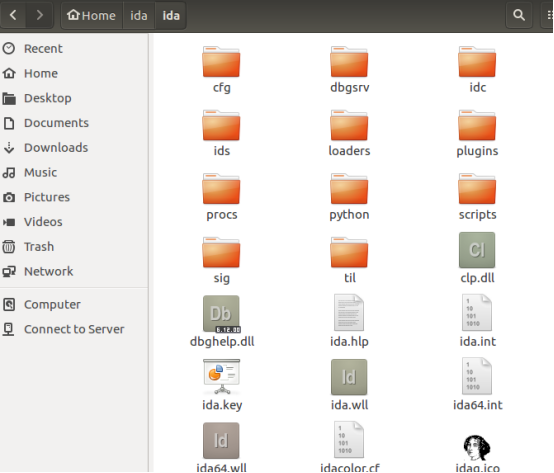 Home ida ida
Recent
Home
Desktop
Documents
Downloads
Music
Pictures
Videos
Trash
Network
Computer
Connect to Server
cfg dbgsrv idc
ids loaders plugins
procs python scripts
Cl
sig til clp.dll
Db
6.12.00
1
10
101
1010
dbghelp.dll ida.hlp ida.int
Id
1
10
101
1010
ida.key ida.wll ida64.int
Id
1
10
101
1010
ida64.wll idacolor.cf idaq.ico